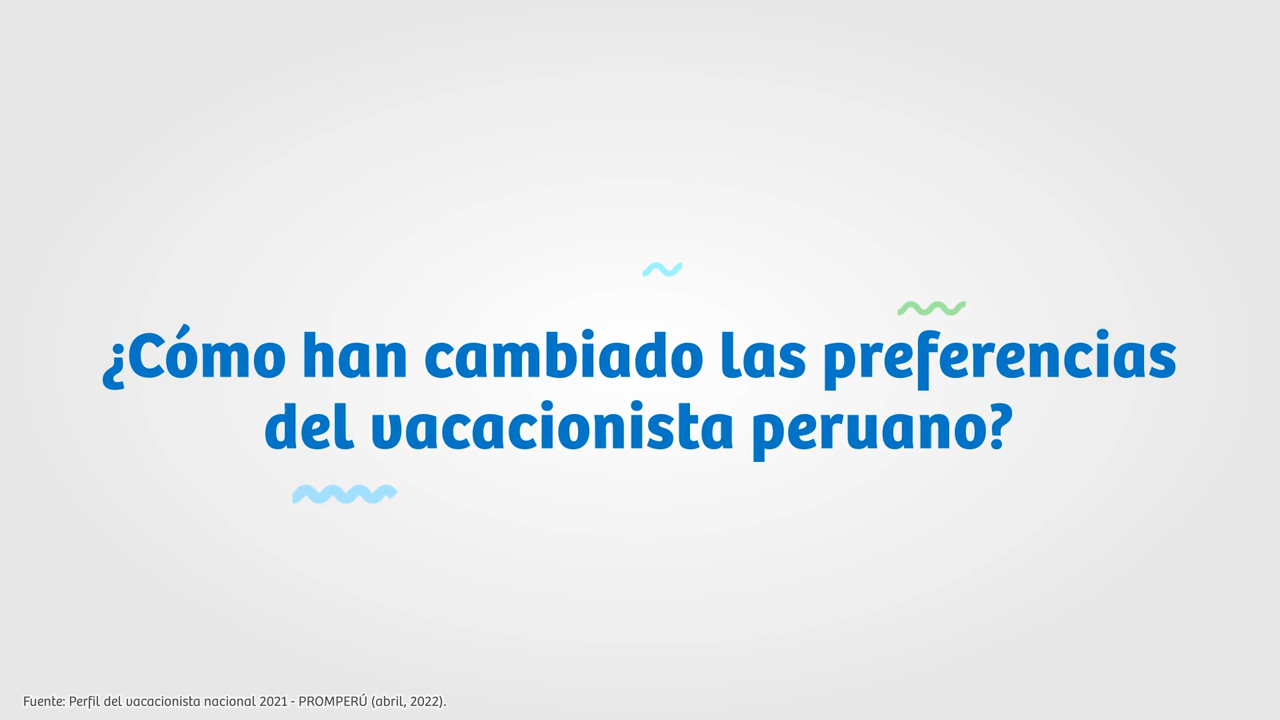 ¿Cómo han cambiado las preferencias
del vacacionista peruano?
Fuente: Perfil del vacacionista nacional 2021 - PROMPERÚ (abril, 2022).